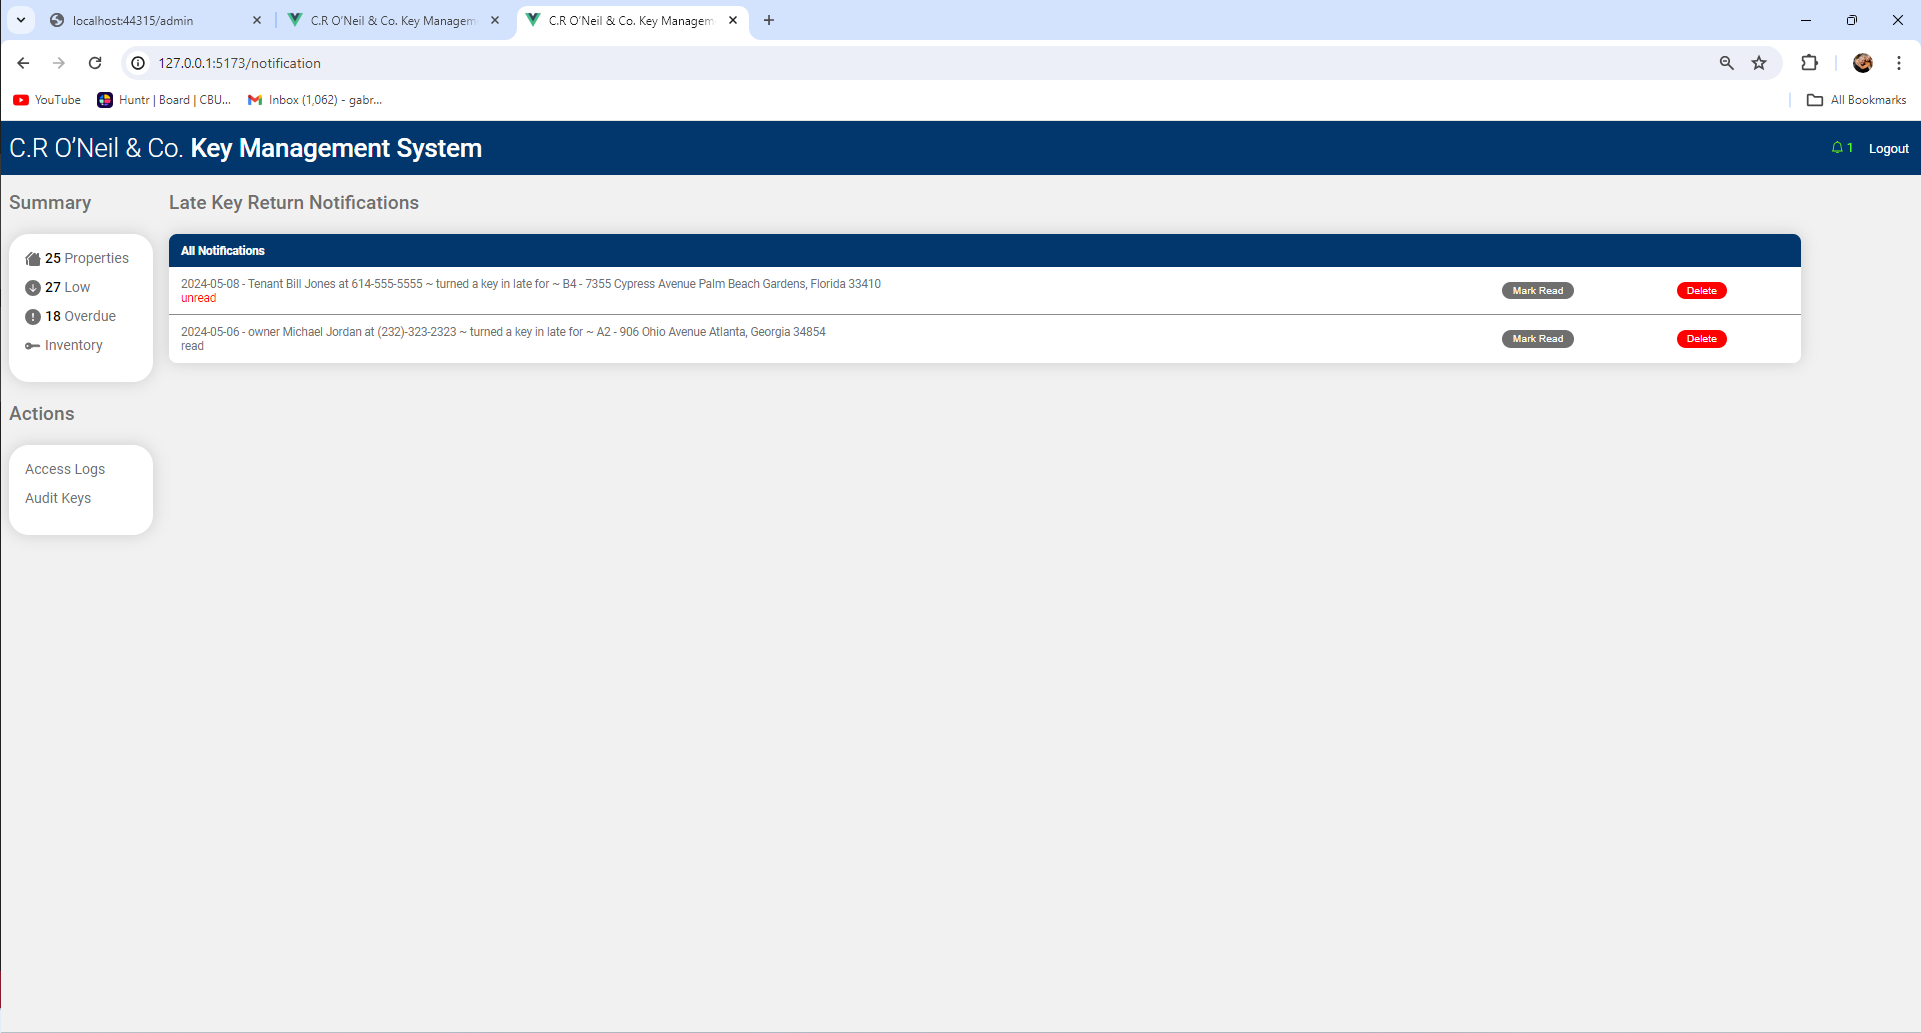 localhost:44315/admin
C.R O'Neil & Co. Key Managem
C.R O'Neil & Co. Key Managem
127.0.0.1:5173/notification
YouTube
Huntr | Board | CBU...
Inbox (1,062) - gabr...
All Bookmarks
C.R O'Neil & Co. Key Management System
1
Logout
Summary
25 Properties
27 Low
18 Overdue
Inventory
Actions
Access Logs
Audit Keys
Late Key Return Notifications
All Notifications
2024-05-08 - Tenant Bill Jones at 614-555-5555 ~ turned a key in late for ~ B4 - 7355 Cypress Avenue Palm Beach Gardens, Florida 33410
unread
Mark Read
Delete
2024-05-06 - owner Michael Jordan at (232)-323-2323 ~ turned a key in late for ~ A2 - 906 Ohio Avenue Atlanta, Georgia 34854
read
Mark Read
Delete